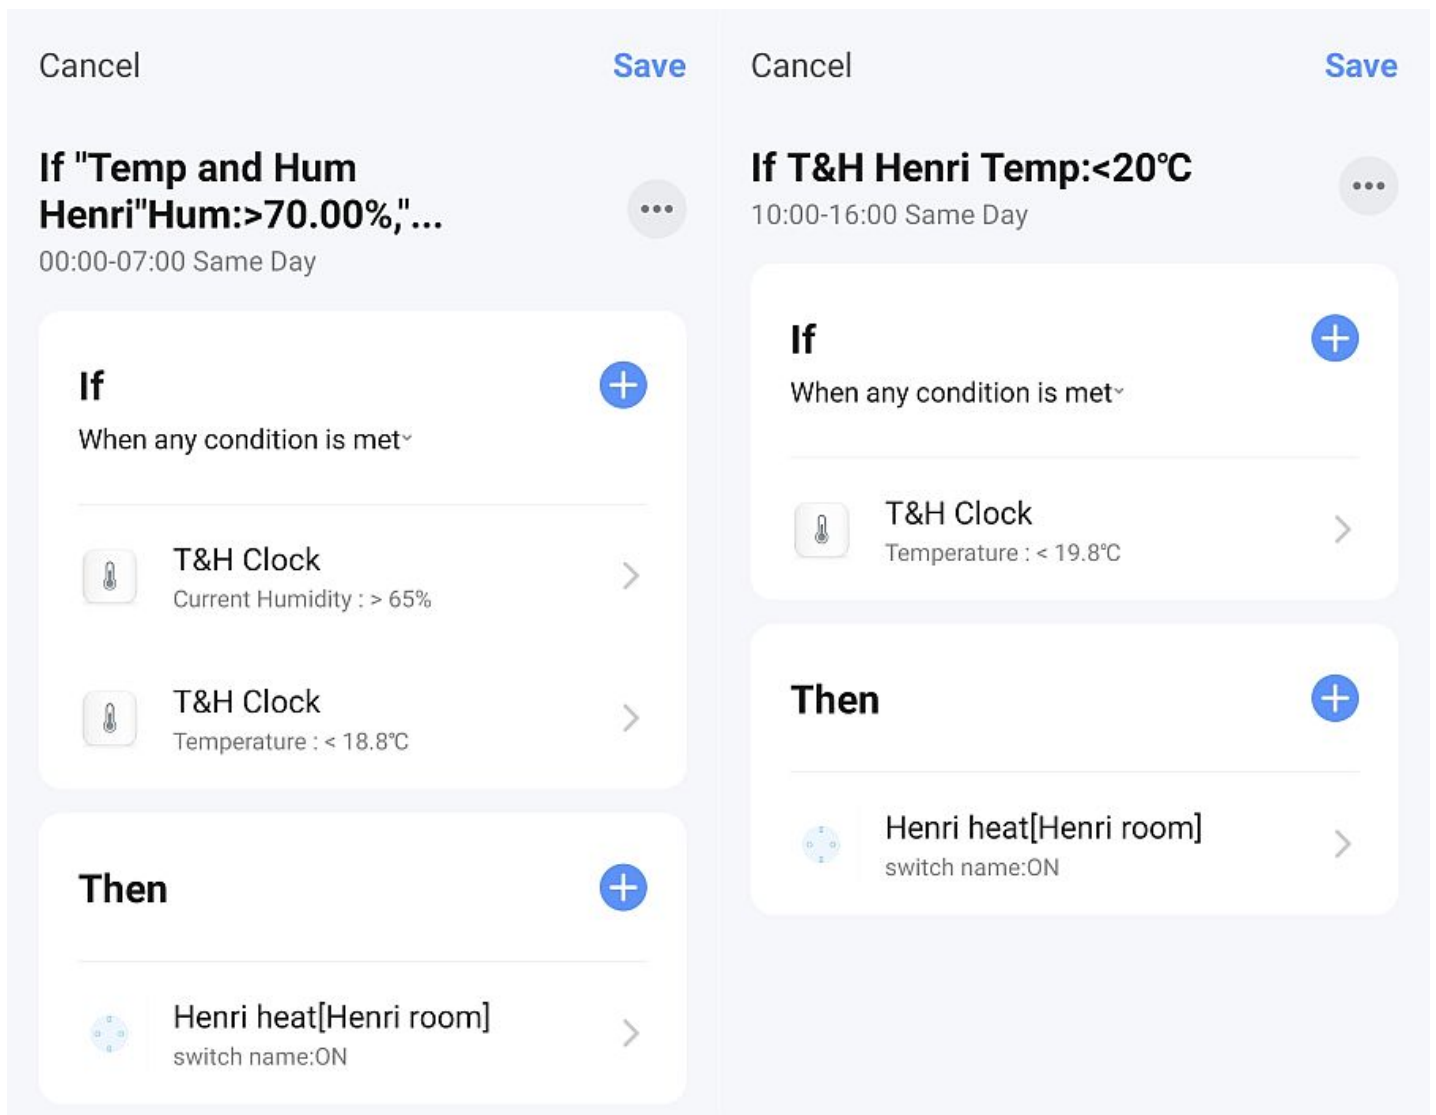 Cancel
Save
If "Temp and Hum
Henri"Hum:>70.00%,"...
00:00-07:00 Same Day
If
When any condition is met
T&H Clock
Current Humidity : > 65%
T&H Clock
Temperature : < 18.8°C
Then
Henri heat[Henri room]
switch name:ON
Cancel
Save
If T&H Henri Temp:<20°C
10:00-16:00 Same Day
If
When any condition is met
T&H Clock
Temperature : < 19.8°C
Then
Henri heat[Henri room]
switch name:ON